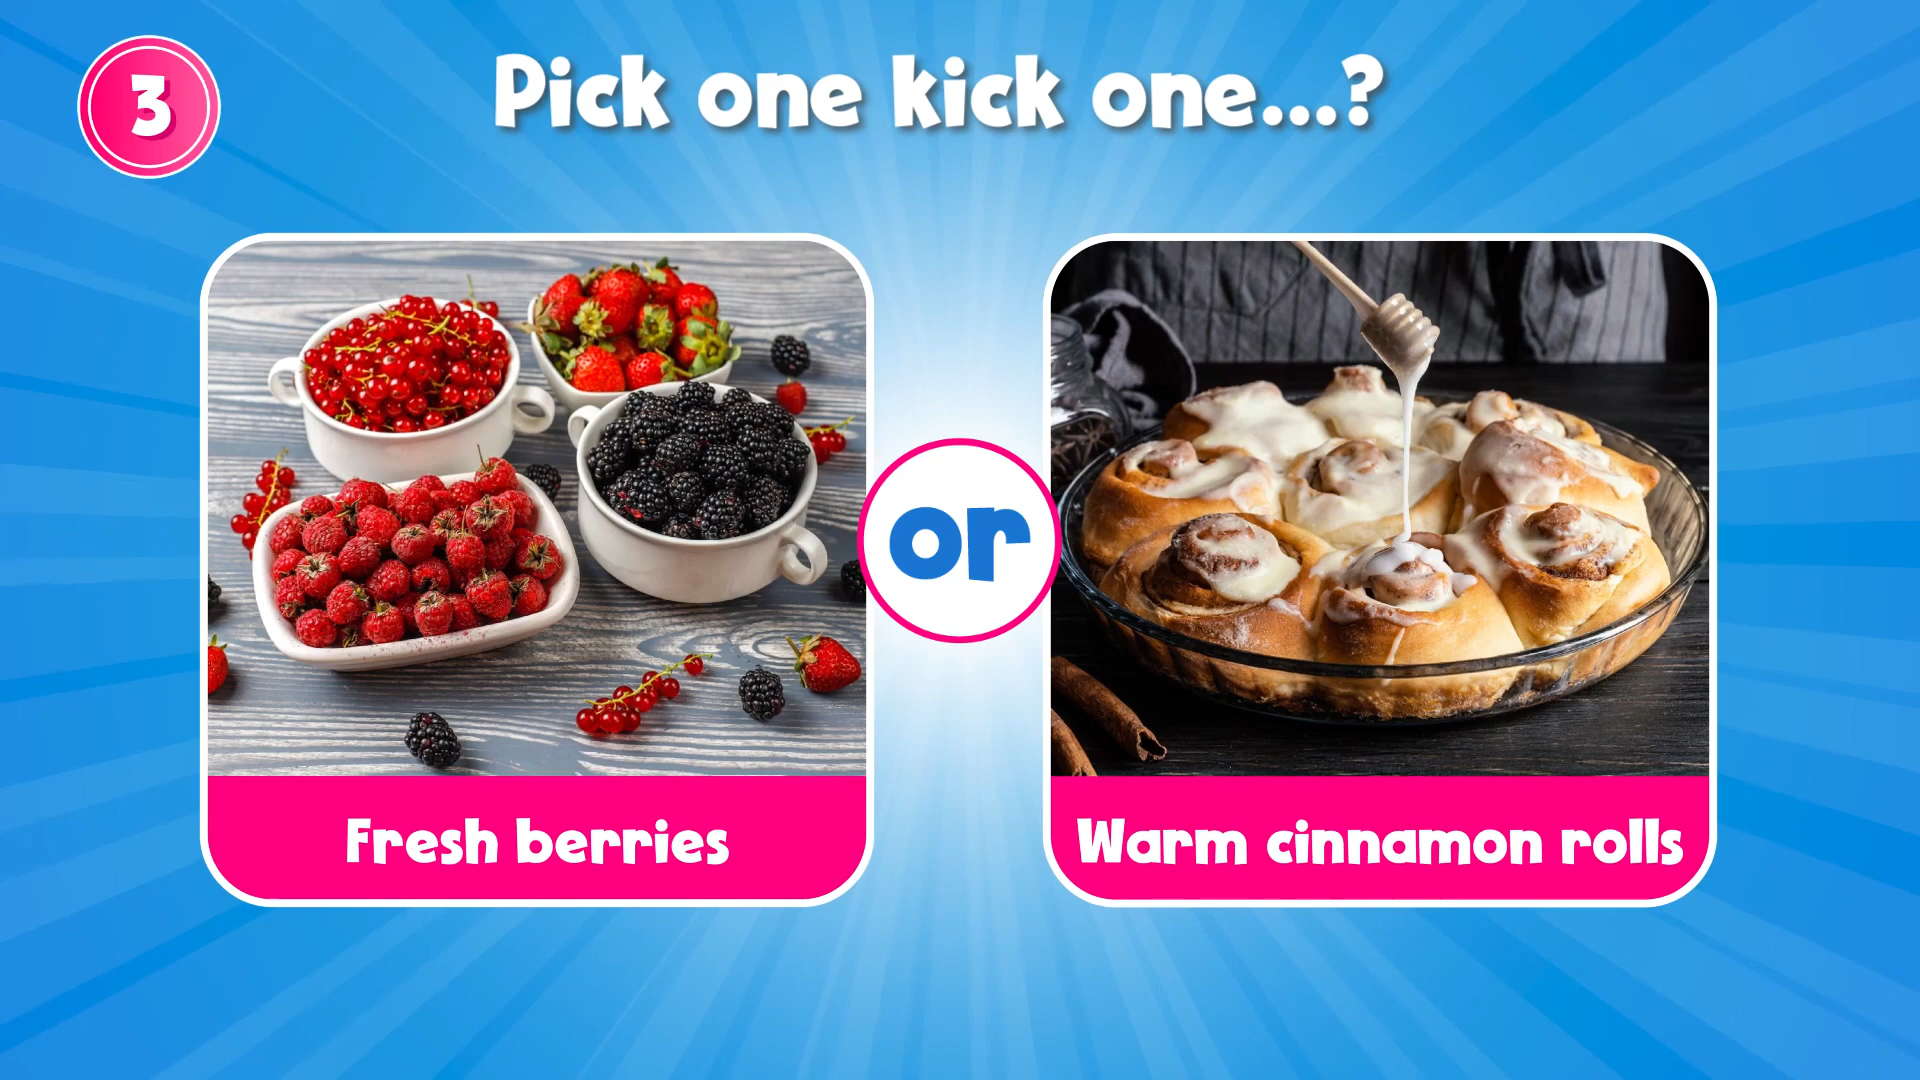 3
Pick one kick one...?
or
Fresh berries
Warm cinnamon rolls